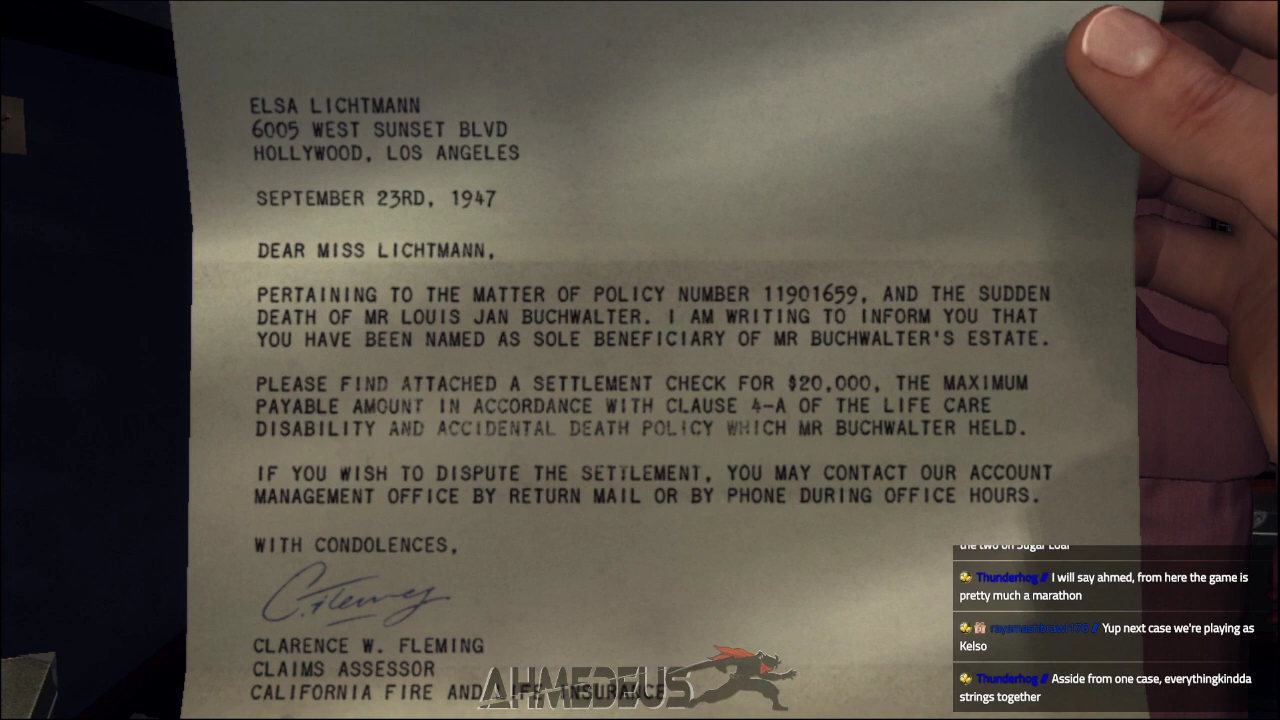 ELSA LICHTMANN
6005 WEST SUNSET BLVD
HOLLYWOOD, LOS ANGELES
SEPTEMBER 23RD, 1947
DEAR MISS LICHTMANN,
PERTAINING TO THE MATTER OF POLICY NUMBER 11901659, AND THE SUDDEN
DEATH OF MR LOUIS JAN BUCHWALTER. I AM WRITING TO INFORM YOU THAT
YOU HAVE BEEN NAMED AS SOLE BENEFICIARY OF MR BUCHWALTER'S ESTATE.
PLEASE FIND ATTACHED A SETTLEMENT CHECK FOR $20,000, THE MAXIMUM
PAYABLE AMOUNT IN ACCORDANCE WITH CLAUSE 4-A OF THE LIFE CARE
DISABILITY AND ACCIDENTAL DEATH POLICY WHICH MR BUCHWALTER HELD.
IF YOU WISH TO DISPUTE THE SETTLEMENT, YOU MAY CONTACT OUR ACCOUNT
MANAGEMENT OFFICE BY RETURN MAIL OR BY PHONE DURING OFFICE HOURS.
WITH CONDOLENCES,
C. Fleming
CLARENCE W. FLEMING
CLAIMS ASSESSOR
CALIFORNIA FIRE AND LIFE INSURANCE
AHMEDEUS
the two on Sugar Loaf
Thunderhog // I will say ahmed, from here the game is
pretty much a marathon
// Yup next case we're playing as
Kelso
Thunderhog // Asside from one case, everythingkindda
strings together